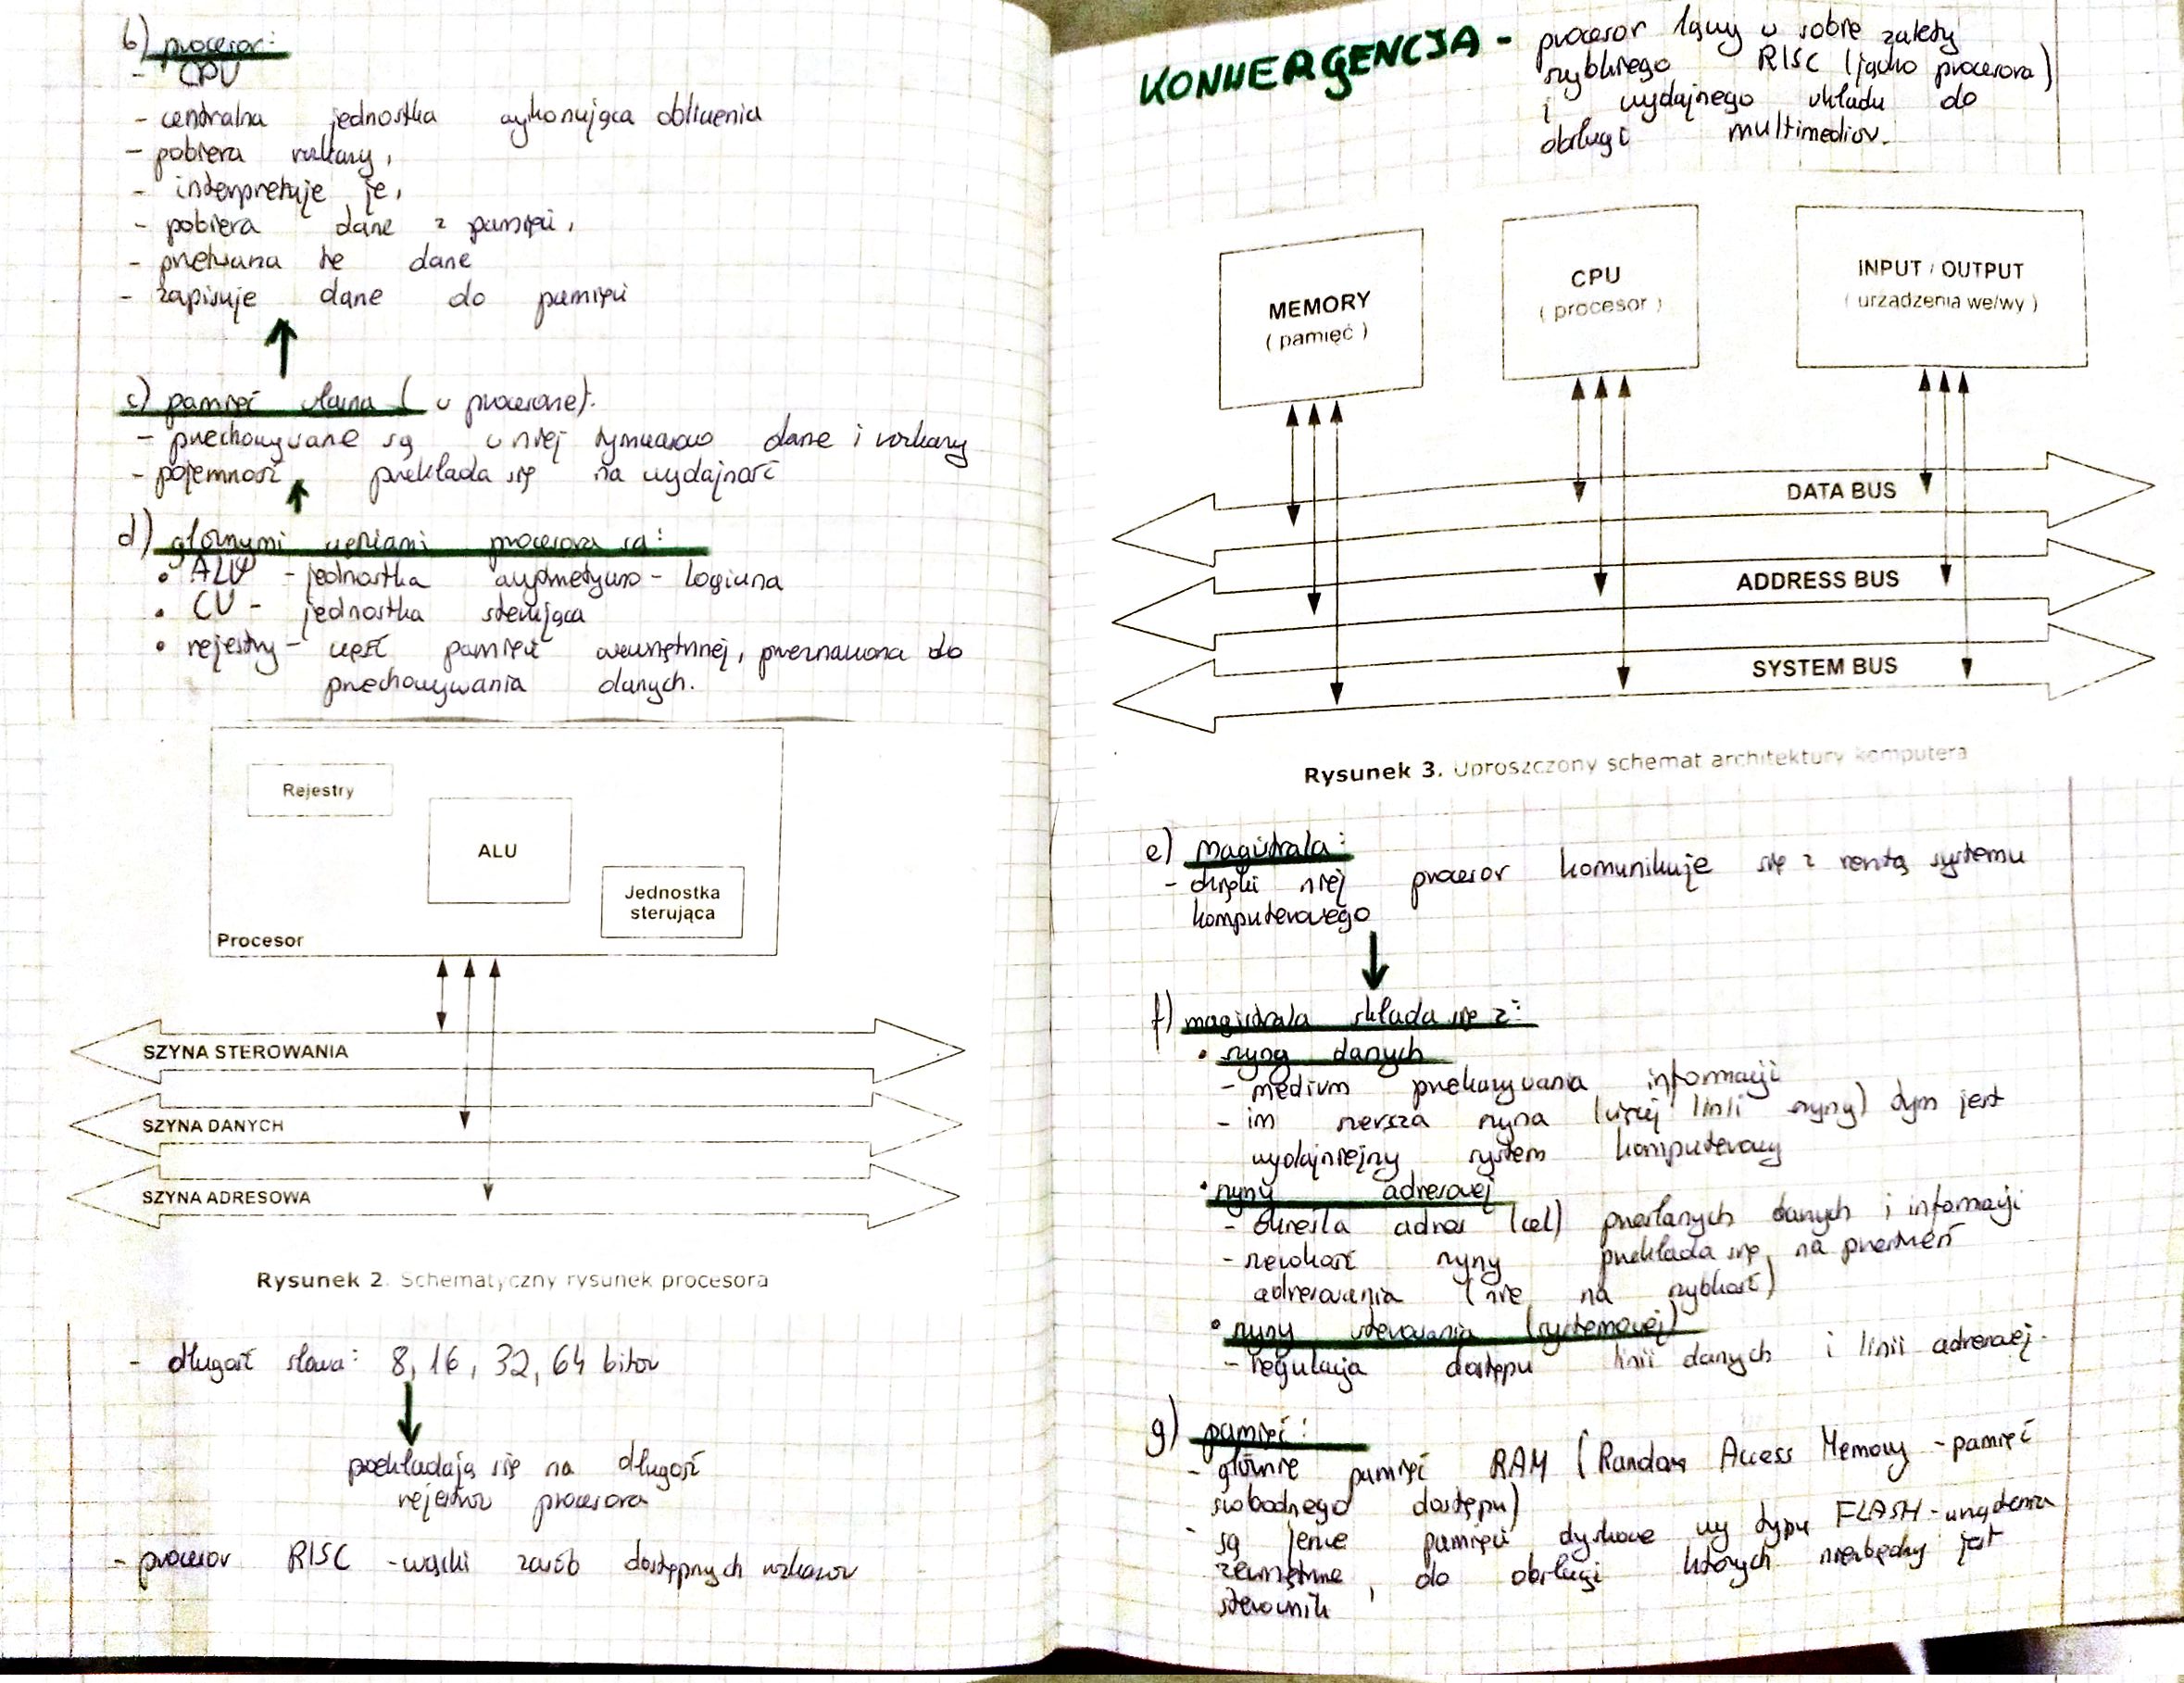 b) procesor:
- CPU
- centralna jednostka wykonująca obliczenia
- pobiera rozkazy,
- interpretuje je,
- pobiera dane z pamięci,
- przetwarza te dane
- zapisuje dane do pamięci
c) pamięć własna (w procesorze).
- przechowywane są w niej tymczasowo dane i rozkazy
- pojemność przekłada się na wydajność
d) głównymi częściami procesora są:
• ALU - jednostka arytmetyczno - logiczna
• CU - jednostka sterująca
• rejestry - część pamięci wewnętrznej, przeznaczona do
przechowywania danych.
Rejestry
ALU
Jednostka
sterująca
Procesor
SZYNA STEROWANIA
SZYNA DANYCH
SZYNA ADRESOWA
Rysunek 2. Schematyczny rysunek procesora
- długość słowa: 8, 16, 32, 64 bitów
przekładają się na długość
rejestrów procesora
- procesor RISC - wąski zasób dostępnych rozkazów
KONWERGENCJA - procesor łączy w sobie zalety
szybkiego RISC (jądro procesora)
i wydajnego układu do
obsługi multimediów.
MEMORY
( pamięć )
CPU
( procesor )
INPUT / OUTPUT
( urządzenia we/wy )
DATA BUS
ADDRESS BUS
SYSTEM BUS
Rysunek 3. Uproszczony schemat architektury komputera
e) magistrala:
- dzięki niej procesor komunikuje się z resztą systemu
komputerowego
f) magistrala składa się z:
• szyna danych
- medium przekazywania informacji
- im szersza szyna (więcej linii szyny) tym jest
wydajniejszy system komputerowy
• szyny adresowej
- określa adres (cel) przesłanych danych i informacji
- szerokość szyny przekłada się na przestrzeń
adresowania (nie na szybkość)
• szyny sterowania (systemowej)
- regulacja dostępu linii danych i linii adresowej.
g) pamięć:
- głównie pamięć RAM (Random Access Memory - pamięć
swobodnego dostępu)
- są jeszcze pamięci dyskowe czy typu FLASH - urządzenia
zewnętrzne, do obsługi których niezbędny jest
sterownik